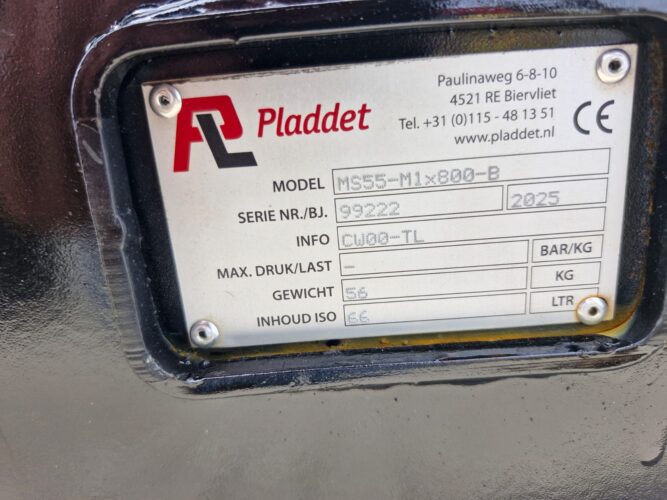 PL Pladdet
Paulinaweg 6-8-10
4521 RE Biervliet
Tel. +31 (0)115 - 48 13 51
www.pladdet.nl
CE
MODEL MS55-M1x800-B
SERIE NR./BJ. 99222 2025
INFO CW00-TL
MAX. DRUK/LAST - BAR/KG
GEWICHT 56 KG
INHOUD ISO 66 LTR